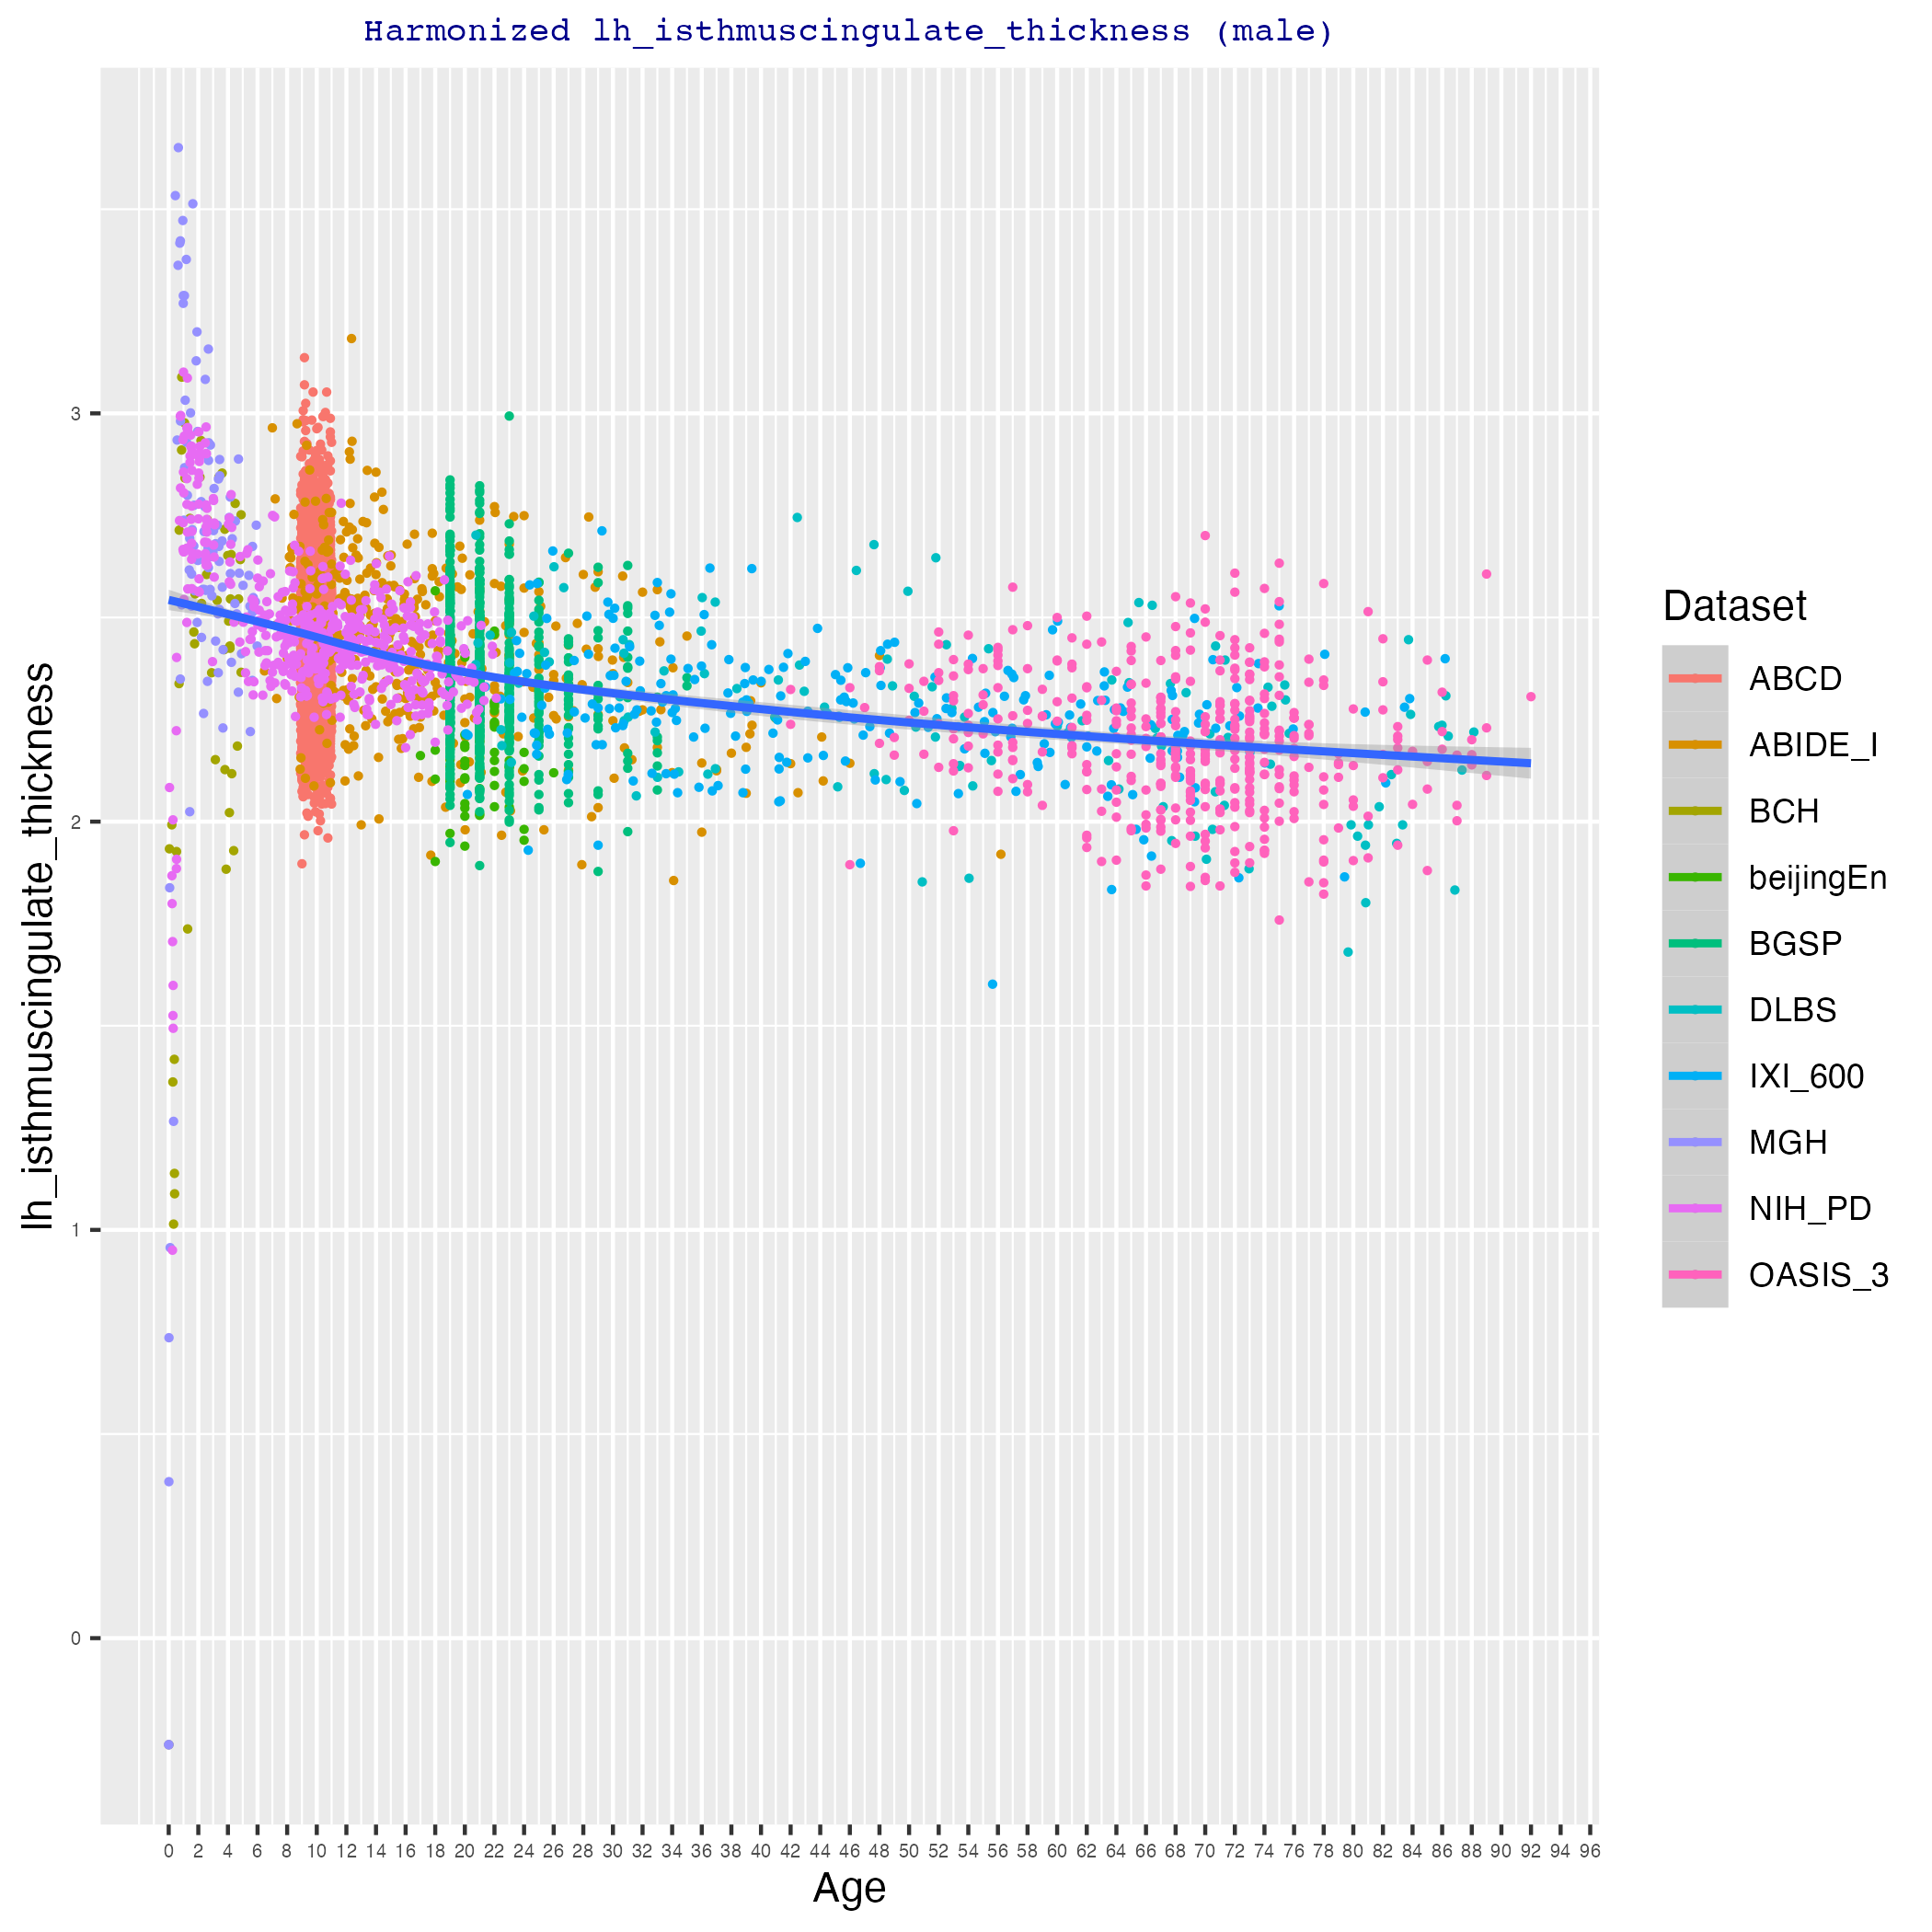 Harmonized lh_isthmuscingulate_thickness (male)
lh_isthmuscingulate_thickness
3
2
1
0
0 2 4 6 8 10 12 14 16 18 20 22 24 26 28 30 32 34 36 38 40 42 44 46 48 50 52 54 56 58 60 62 64 66 68 70 72 74 76 78 80 82 84 86 88 90 92 94 96
Age
Dataset
ABCD
ABIDE_I
BCH
beijingEn
BGSP
DLBS
IXI_600
MGH
NIH_PD
OASIS_3